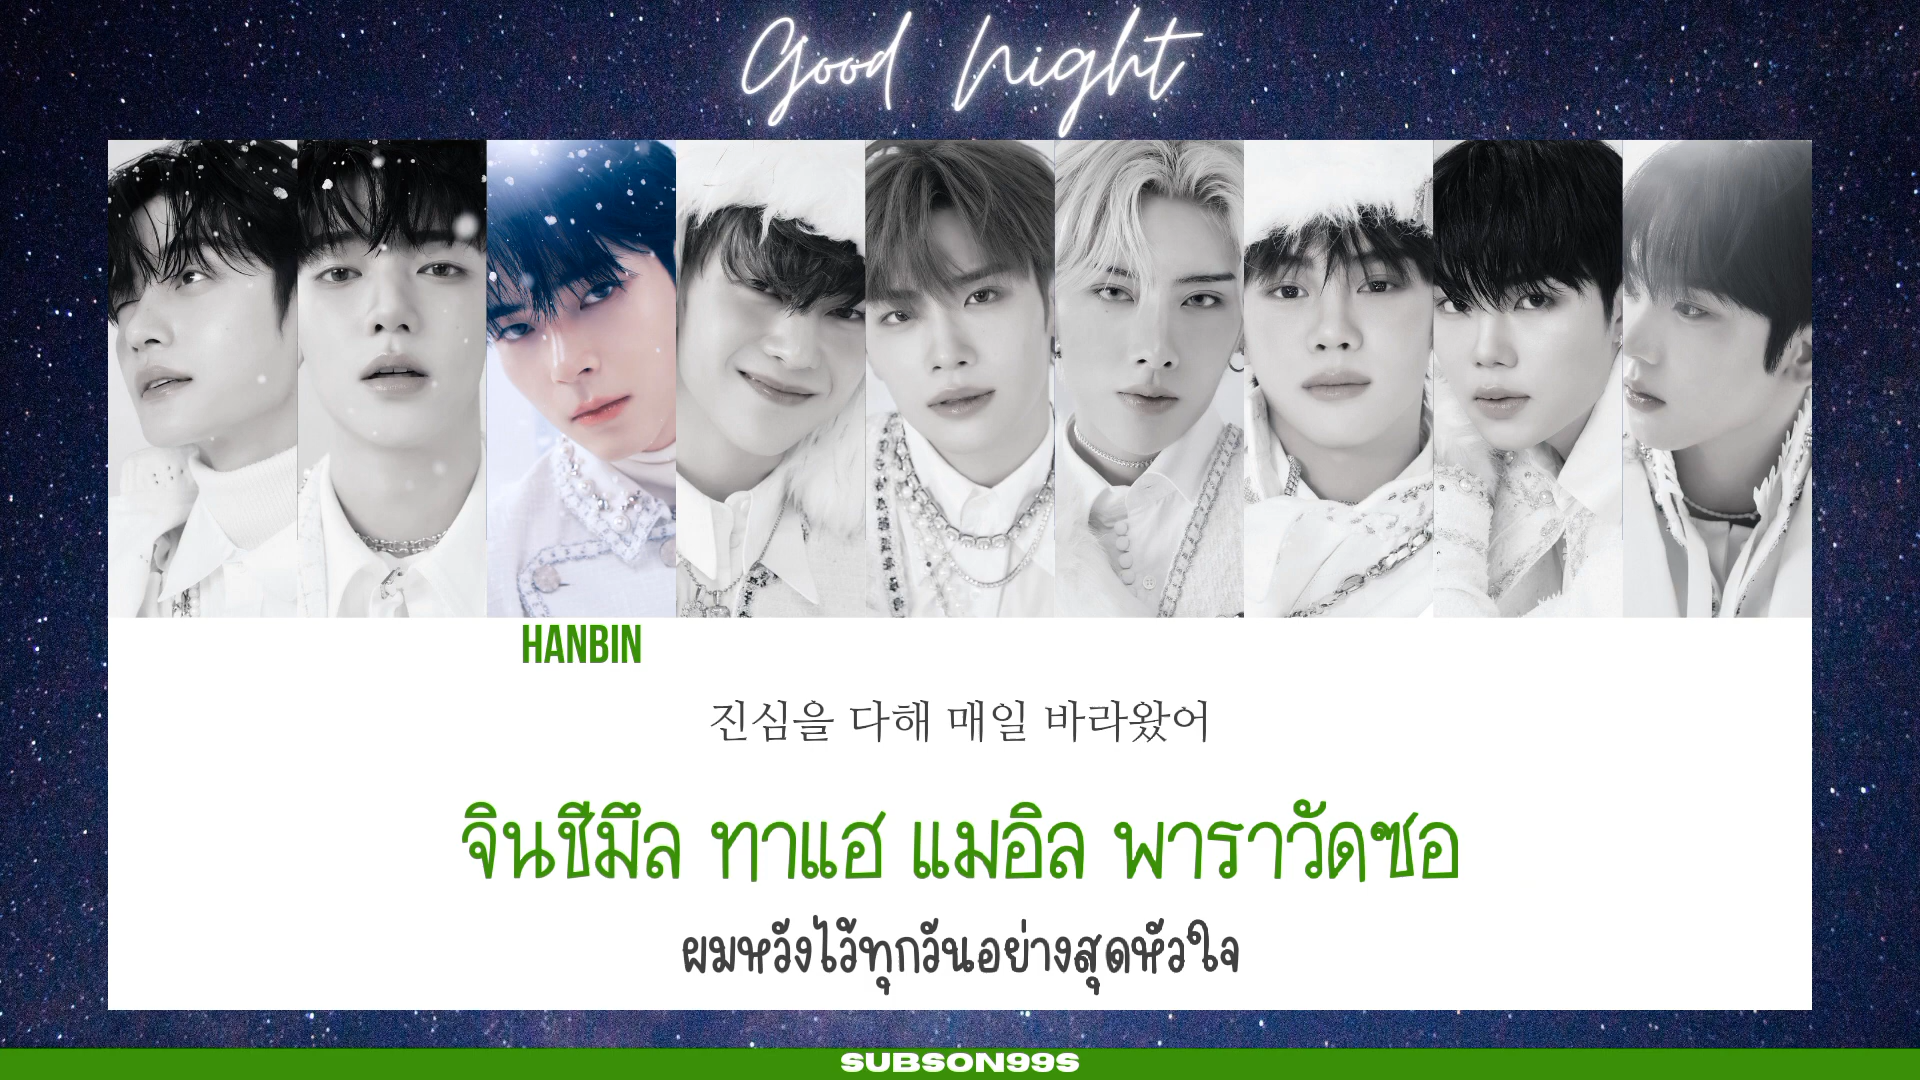 Good Night
HANBIN
진심을 다해 매일 바라왔어
จินชีมึล ทาแฮ แมอิล พาราวัดซอ
ผมหวังไว้ทุกวันอย่างสุดหัวใจ
SUBSON99S